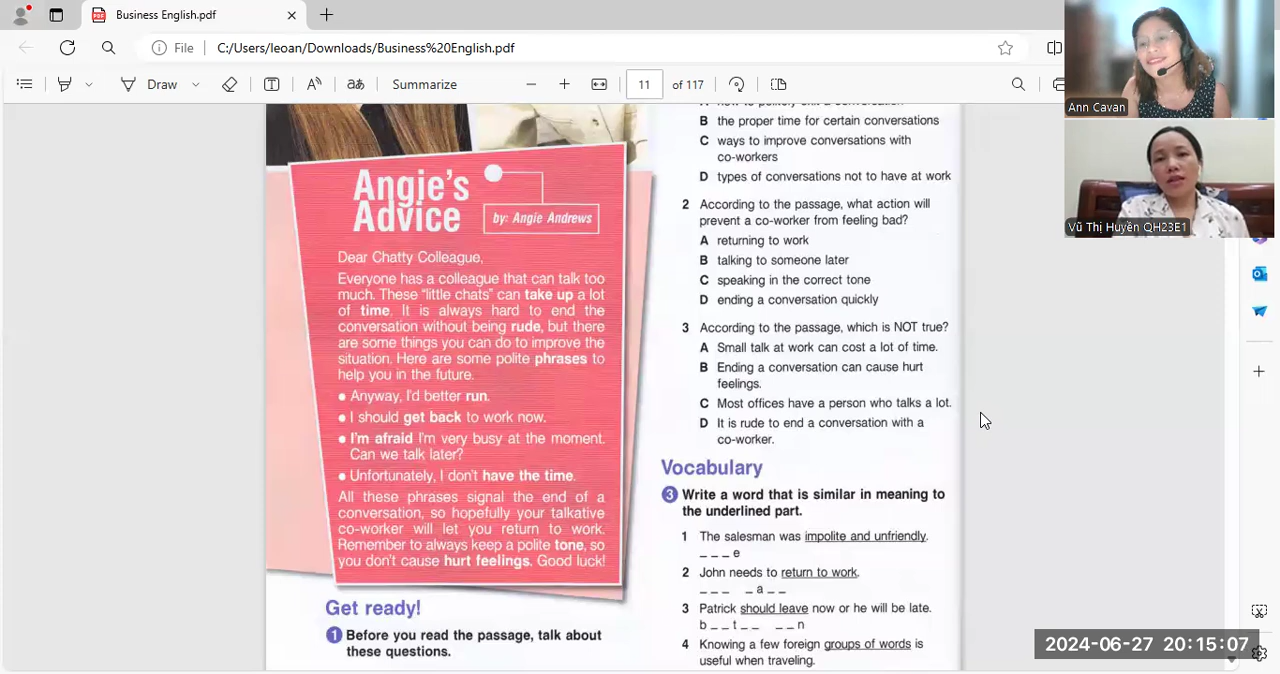 Business English.pdf
File
C:/Users/leoan/Downloads/Business%20English.pdf
Draw
Summarize
11 of 117
Angie's
Advice
by: Angie Andrews
Dear Chatty Colleague,
Everyone has a colleague that can talk too
much. These “little chats” can take up a lot
of time. It is always hard to end the
conversation without being rude, but there
are some things you can do to improve the
situation. Here are some polite phrases to
help you in the future.
● Anyway, I'd better run.
● I should get back to work now.
● I'm afraid I'm very busy at the moment.
Can we talk later?
● Unfortunately, I don't have the time.
All these phrases signal the end of a
conversation, so hopefully your talkative
co-worker will let you return to work.
Remember to always keep a polite tone, so
you don't cause hurt feelings. Good luck!
Get ready!
1 Before you read the passage, talk about
these questions.
B the proper time for certain conversations
C ways to improve conversations with
co-workers
D types of conversations not to have at work
2 According to the passage, what action will
prevent a co-worker from feeling bad?
A returning to work
B talking to someone later
C speaking in the correct tone
D ending a conversation quickly
3 According to the passage, which is NOT true?
A Small talk at work can cost a lot of time.
B Ending a conversation can cause hurt
feelings.
C Most offices have a person who talks a lot.
D It is rude to end a conversation with a
co-worker.
Vocabulary
3 Write a word that is similar in meaning to
the underlined part.
1 The salesman was impolite and unfriendly.
_ _ _ e
2 John needs to return to work.
_ _ _ _ a _ _
3 Patrick should leave now or he will be late.
b _ _ t _ _ _ _ n
4 Knowing a few foreign groups of words is
useful when traveling.
Ann Cavan
Vũ Thị Huyền QH23E1
2024-06-27 20:15:07